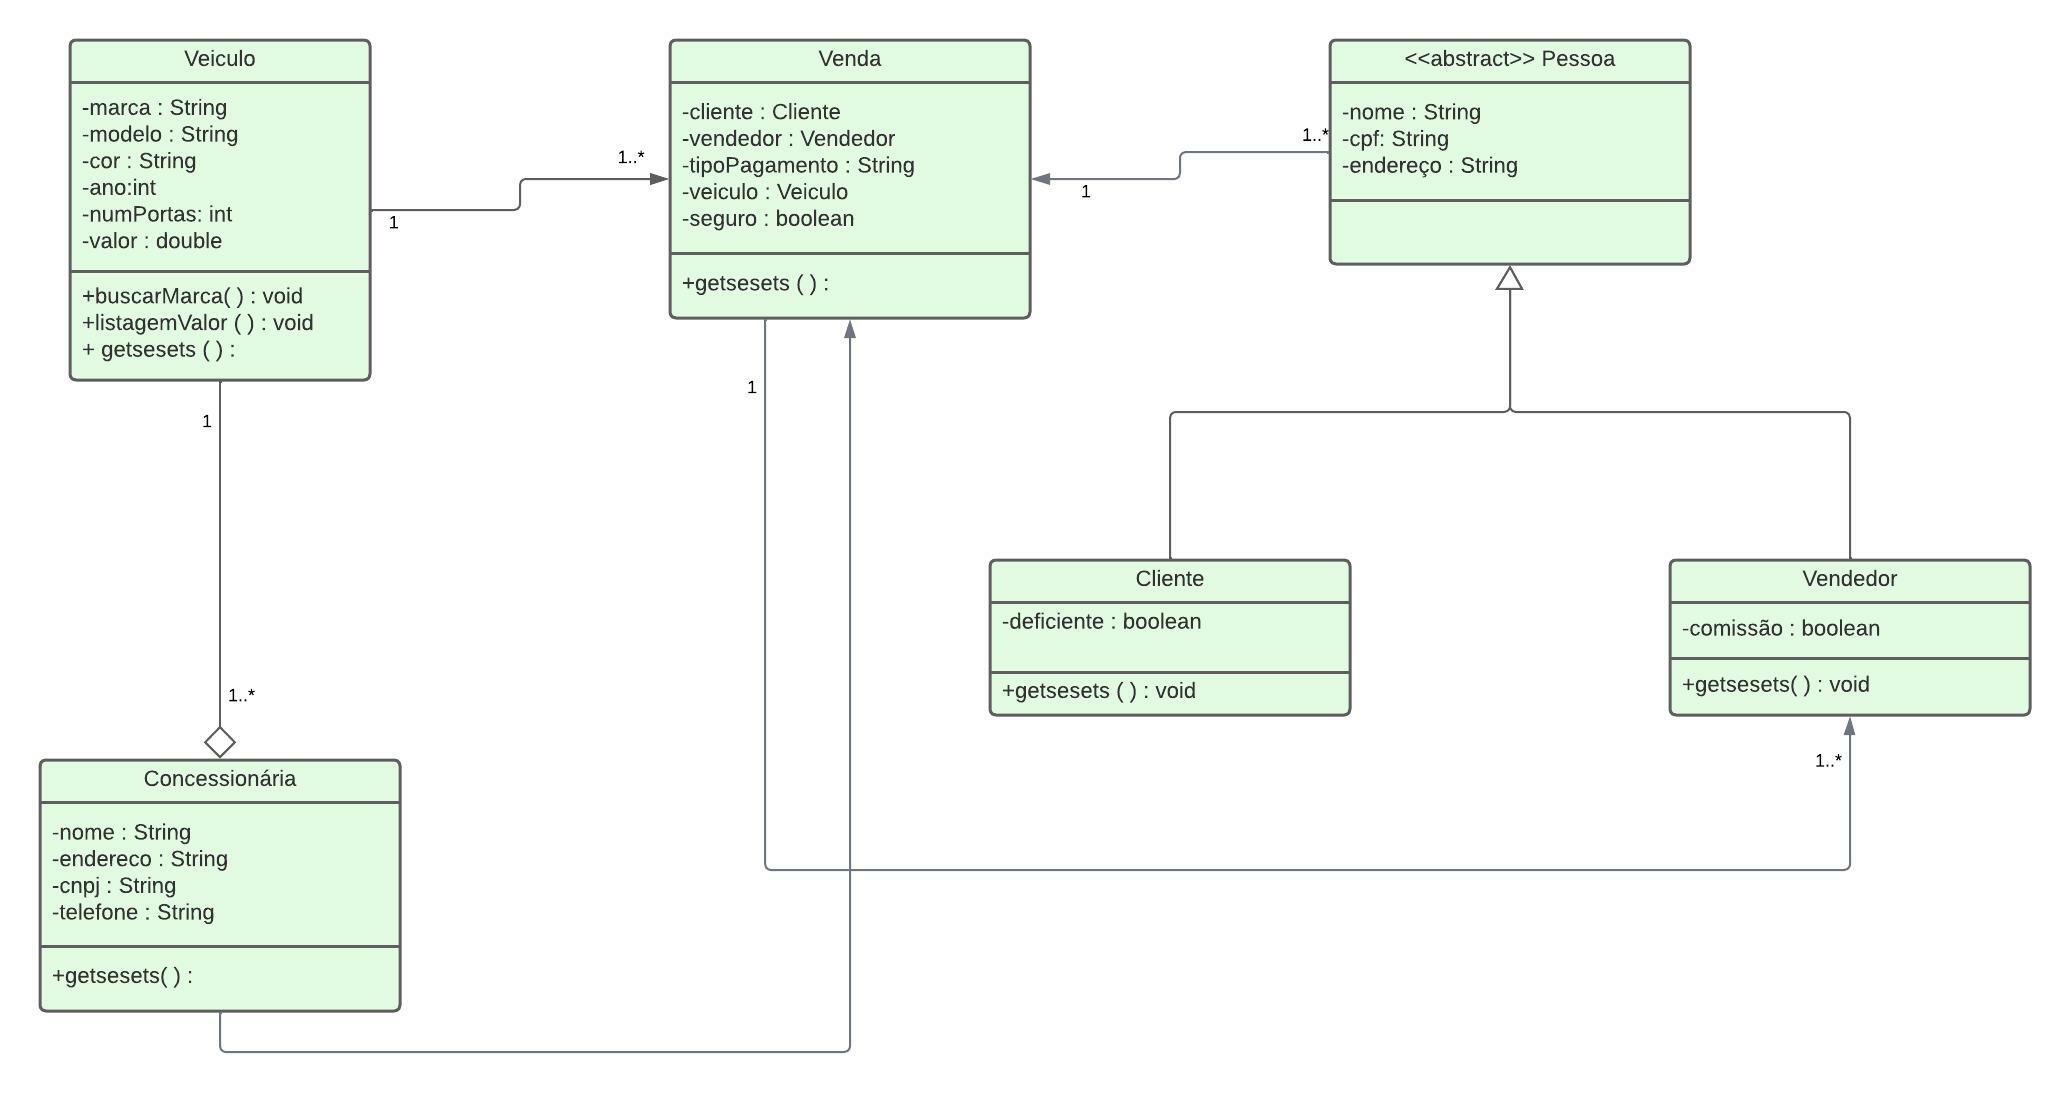 Veiculo
-marca : String
-modelo : String
-cor : String
-ano:int
-numPortas: int
-valor : double
+buscarMarca( ) : void
+listagemValor ( ) : void
+ getsesets ( ) :
1
1..*
Venda
-cliente : Cliente
-vendedor : Vendedor
-tipoPagamento : String
-veiculo : Veiculo
-seguro : boolean
+getsesets ( ) :
1
1..*
<<abstract>> Pessoa
-nome : String
-cpf: String
-endereço : String
1
1
1..*
Cliente
-deficiente : boolean
+getsesets ( ) : void
Vendedor
-comissão : boolean
+getsesets( ) : void
1..*
Concessionária
-nome : String
-endereco : String
-cnpj : String
-telefone : String
+getsesets( ) :